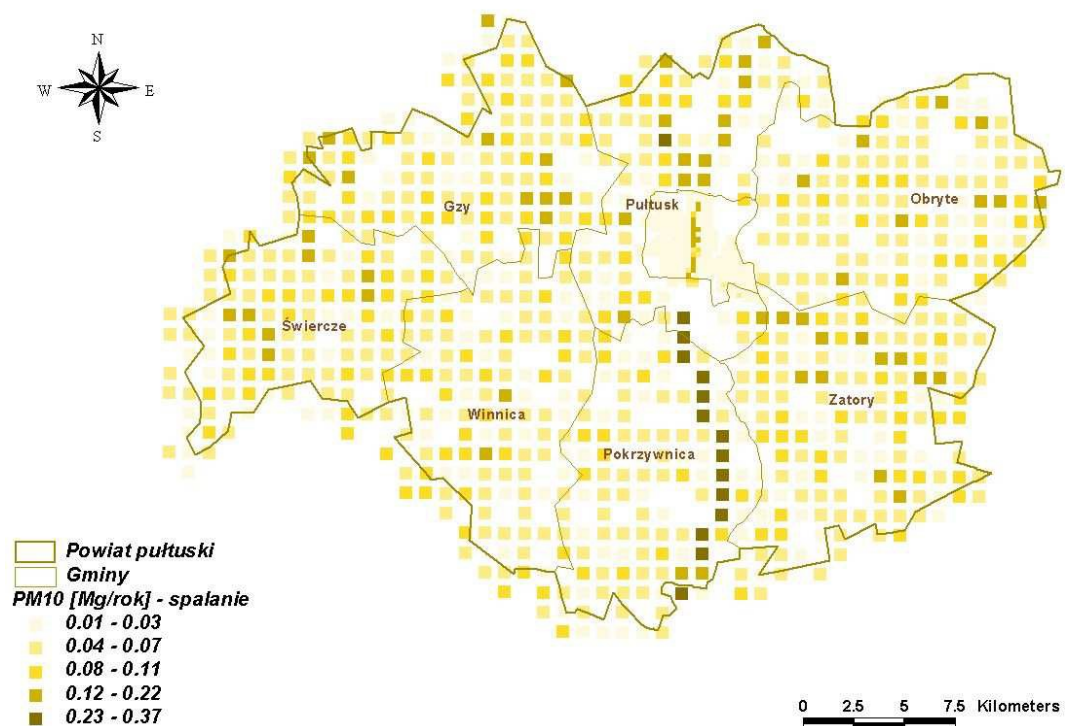 N
W E
S
Gzy
Pułtusk
Obryte
Świercze
Winnica
Zatory
Pokrzywnica
Powiat pułtuski
Gminy
PM10 [Mg/rok] - spalanie
0.01 - 0.03
0.04 - 0.07
0.08 - 0.11
0.12 - 0.22
0.23 - 0.37
0 2.5 5 7.5 Kilometers